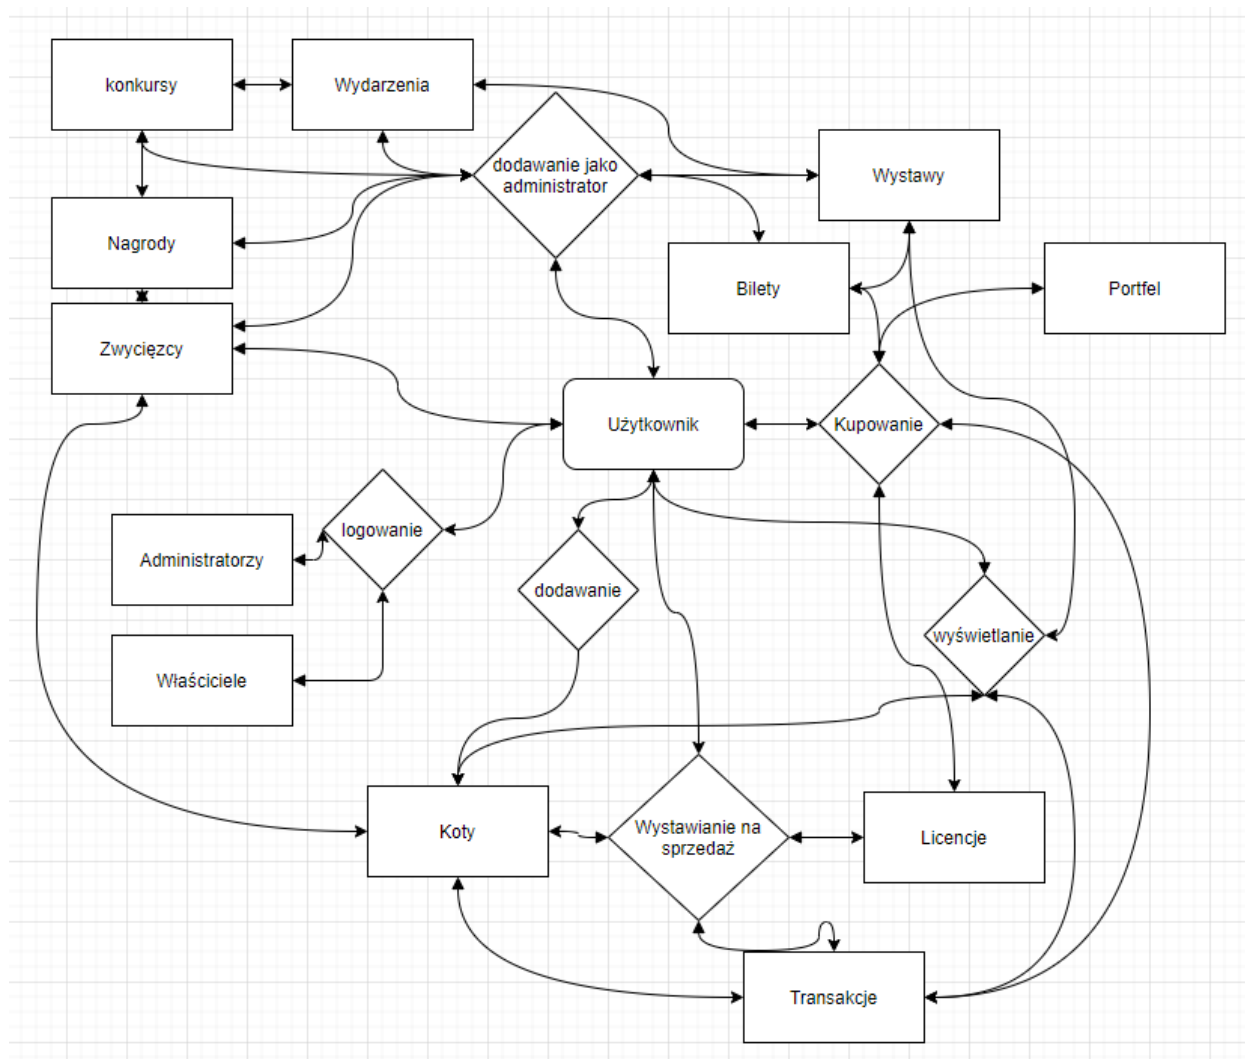 konkursy
Wydarzenia
dodawanie jako
administrator
Wystawy
Nagrody
Bilety
Portfel
Zwycięzcy
Użytkownik
Kupowanie
logowanie
Administratorzy
dodawanie
wyświetlanie
Właściciele
Koty
Wystawianie na
sprzedaź
Licencje
Transakcje